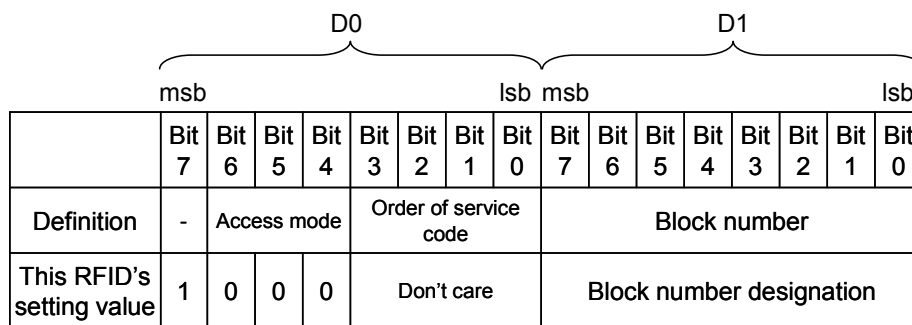 D0 D1
msb lsb msb lsb
Bit 7 Bit 6 Bit 5 Bit 4 Bit 3 Bit 2 Bit 1 Bit 0 Bit 7 Bit 6 Bit 5 Bit 4 Bit 3 Bit 2 Bit 1 Bit 0
Definition - Access mode Order of service code Block number
This RFID's setting value 1 0 0 0 Don't care Block number designation